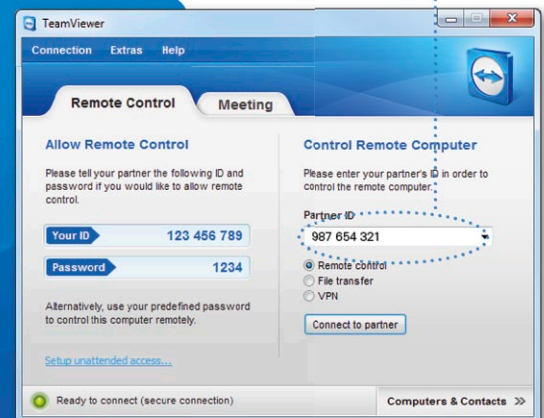 TeamViewer
Connection Extras Help
Remote Control Meeting
Allow Remote Control
Please tell your partner the following ID and
password if you would like to allow remote
control.
Your ID 123 456 789
Password 1234
Alternatively, use your predefined password
to control this computer remotely.
Setup unattended access...
Control Remote Computer
Please enter your partner's ID in order to
control the remote computer.
Partner ID
987 654 321
Remote control
File transfer
VPN
Connect to partner
Ready to connect (secure connection)
Computers & Contacts